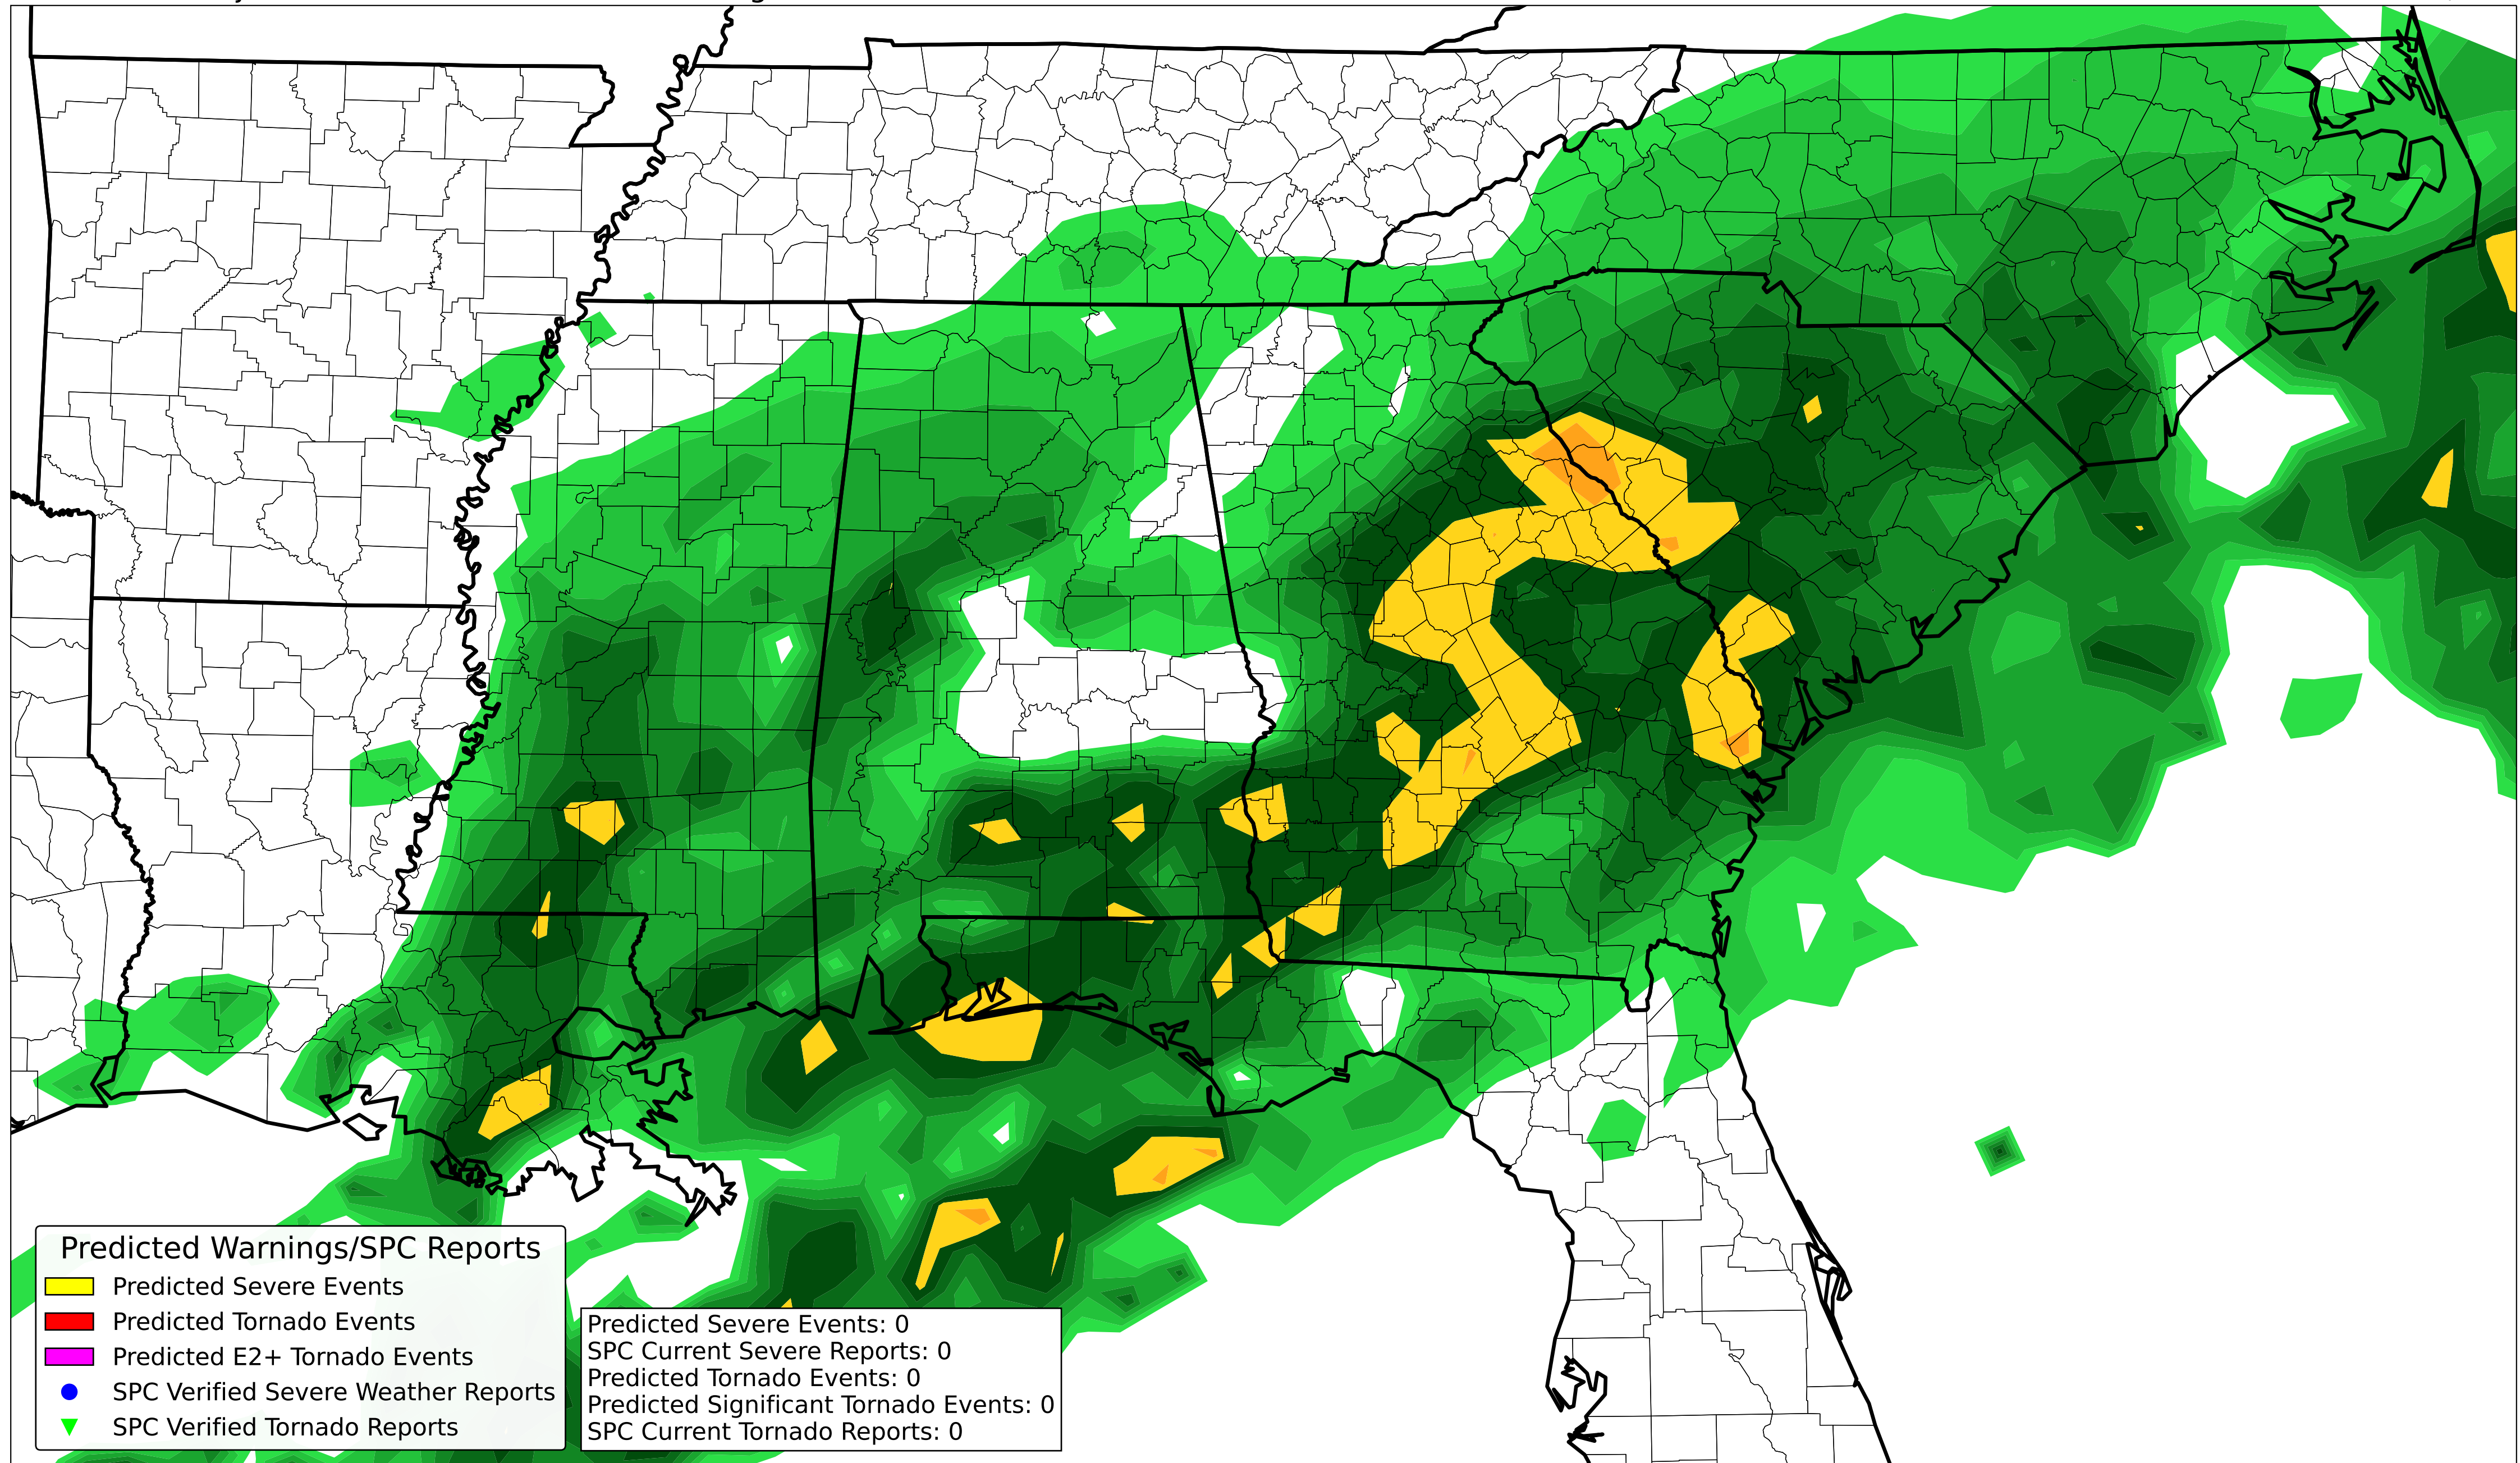 Predicted Warnings/SPC Reports
Predicted Severe Events
Predicted Tornado Events
Predicted E2+ Tornado Events
SPC Verified Severe Weather Reports
SPC Verified Tornado Reports
Predicted Severe Events: 0
SPC Current Severe Reports: 0
Predicted Tornado Events: 0
Predicted Significant Tornado Events: 0
SPC Current Tornado Reports: 0